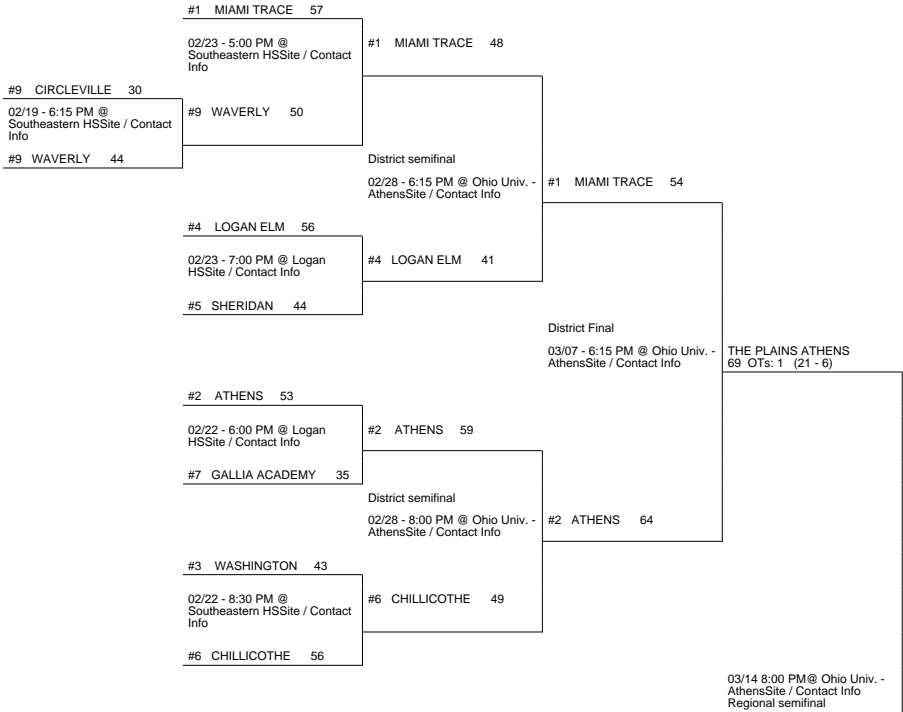 #1 MIAMI TRACE 57
02/23 - 5:00 PM @
Southeastern HSSite / Contact
Info
#1 MIAMI TRACE 48
#9 CIRCLEVILLE 30
02/19 - 6:15 PM @
Southeastern HSSite / Contact
Info
#9 WAVERLY 44
#9 WAVERLY 50
District semifinal
02/28 - 6:15 PM @ Ohio Univ. -
AthensSite / Contact Info
#1 MIAMI TRACE 54
#4 LOGAN ELM 56
02/23 - 7:00 PM @ Logan
HSSite / Contact Info
#4 LOGAN ELM 41
#5 SHERIDAN 44
District Final
03/07 - 6:15 PM @ Ohio Univ. -
AthensSite / Contact Info
THE PLAINS ATHENS
69 OTs: 1 (21 - 6)
#2 ATHENS 53
02/22 - 6:00 PM @ Logan
HSSite / Contact Info
#2 ATHENS 59
#7 GALLIA ACADEMY 35
District semifinal
02/28 - 8:00 PM @ Ohio Univ. -
AthensSite / Contact Info
#2 ATHENS 64
#3 WASHINGTON 43
02/22 - 8:30 PM @
Southeastern HSSite / Contact
Info
#6 CHILLICOTHE 49
#6 CHILLICOTHE 56
03/14 8:00 PM@ Ohio Univ. -
AthensSite / Contact Info
Regional semifinal